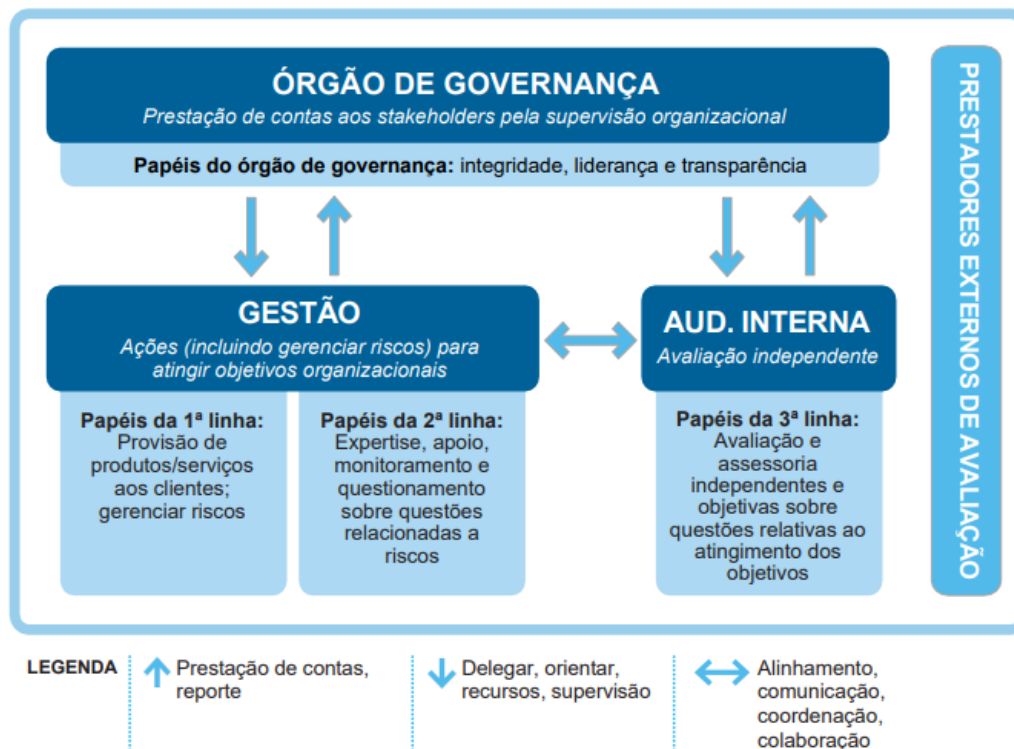 ÓRGÃO DE GOVERNANÇA
Prestação de contas aos stakeholders pela supervisão organizacional
Papéis do órgão de governança: integridade, liderança e transparência
GESTÃO
Ações (incluindo gerenciar riscos) para
atingir objetivos organizacionais
Papéis da 1ª linha:
Provisão de
produtos/serviços
aos clientes;
gerenciar riscos
Papéis da 2ª linha:
Expertise, apoio,
monitoramento e
questionamento
sobre questões
relacionadas a
riscos
AUD. INTERNA
Avaliação independente
Papéis da 3ª linha:
Avaliação e
assessoria
independentes e
objetivas sobre
questões relativas ao
atingimento dos
objetivos
PRESTADORES EXTERNOS DE AVALIAÇÃO
LEGENDA
Prestação de contas,
reporte
Delegar, orientar,
recursos, supervisão
Alinhamento,
comunicação,
coordenação,
colaboração